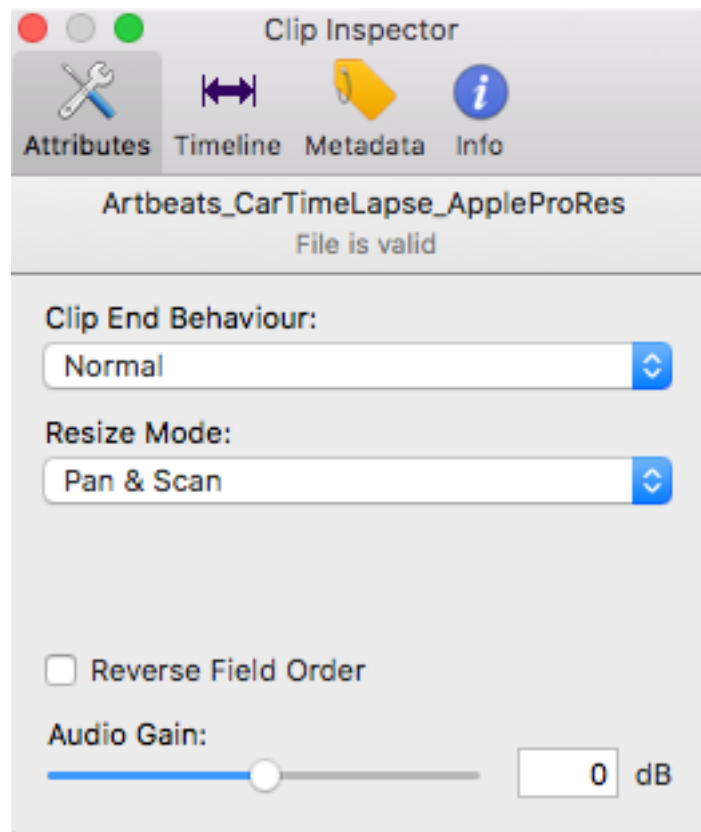 Clip Inspector
Attributes Timeline Metadata Info
Artbeats_CarTimeLapse_AppleProRes
File is valid
Clip End Behaviour:
Normal
Resize Mode:
Pan & Scan
Reverse Field Order
Audio Gain:
0 dB